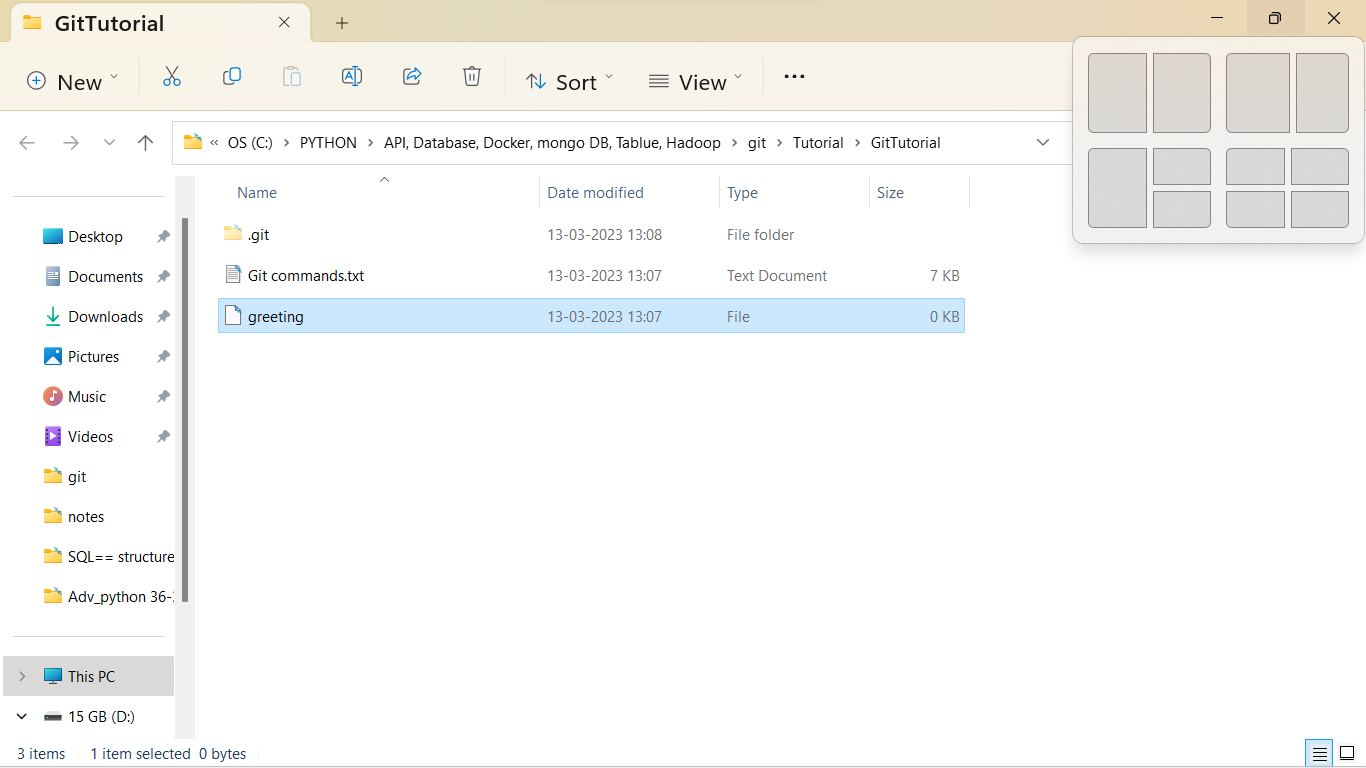 GitTutorial
New
Sort
View
« OS (C:) > PYTHON > API, Database, Docker, mongo DB, Tablue, Hadoop > git > Tutorial > GitTutorial
Name Date modified Type Size
.git 13-03-2023 13:08 File folder
Git commands.txt 13-03-2023 13:07 Text Document 7 KB
greeting 13-03-2023 13:07 File 0 KB
Desktop
Documents
Downloads
Pictures
Music
Videos
git
notes
SQL== structure
Adv_python 36-
This PC
15 GB (D:)
3 items 1 item selected 0 bytes